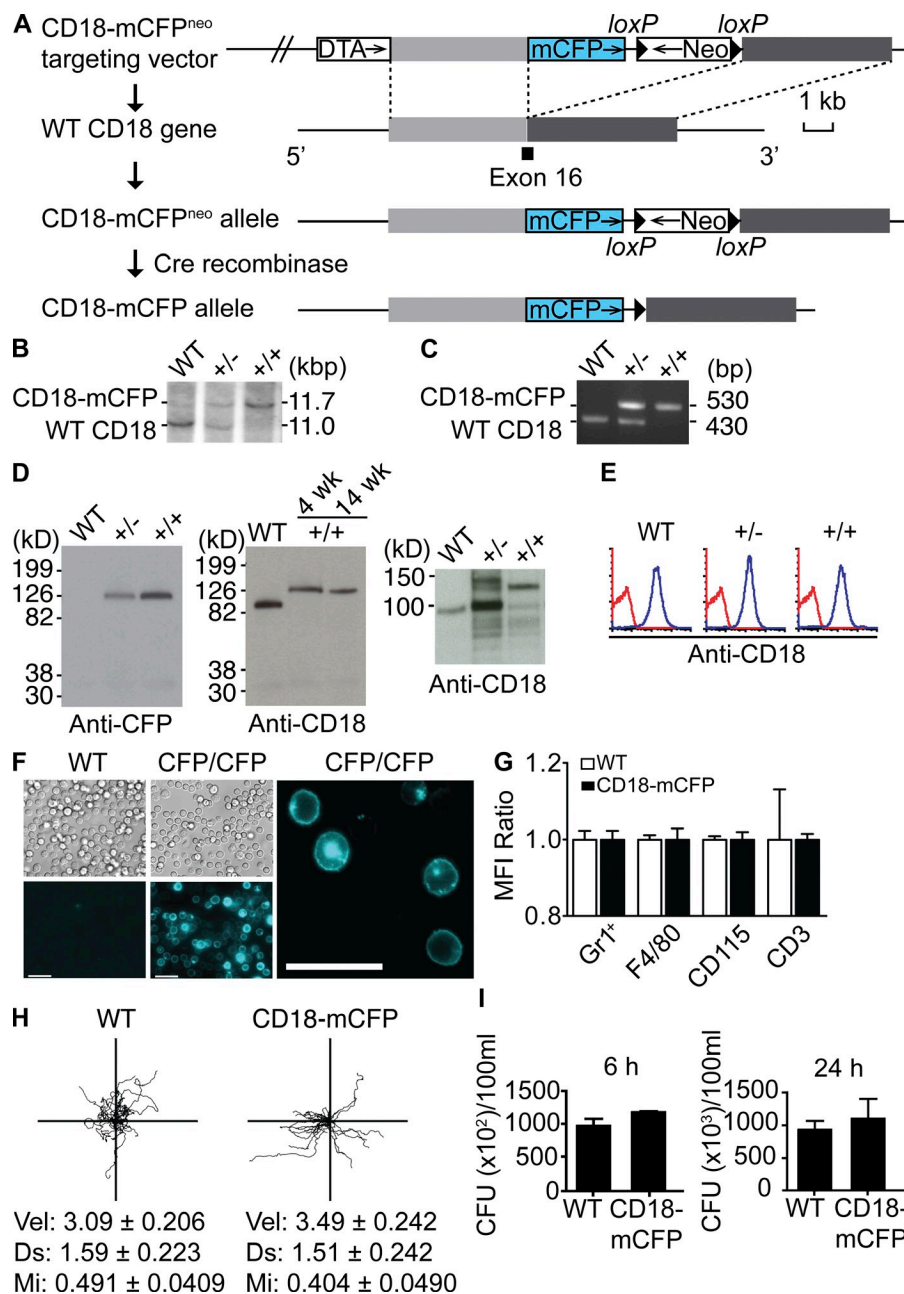 A
CD18-mCFPneo
targeting vector
loxP loxP
DTA mCFP Neo
1 kb
WT CD18 gene
5’ 3’
Exon 16
CD18-mCFPneo allele
mCFP Neo
loxP loxP
Cre recombinase
CD18-mCFP allele
mCFP
B
WT +/- +/+ (kbp)
CD18-mCFP 11.7
WT CD18 11.0
C
WT +/- +/+ (bp)
CD18-mCFP 530
WT CD18 430
D
(kD) WT +/- +/+
199
126
82
38
30
Anti-CFP
4 wk 14 wk
(kD) WT +/+
199
126
82
38
30
Anti-CD18
(kD) WT +/- +/+
150
100
Anti-CD18
E
WT +/- +/+
Anti-CD18
F
WT CFP/CFP CFP/CFP
G
WT
CD18-mCFP
MFI Ratio
1.2
1.0
0.8
Gr1+ F4/80 CD115 CD3
H
WT CD18-mCFP
Vel: 3.09 ± 0.206 Vel: 3.49 ± 0.242
Ds: 1.59 ± 0.223 Ds: 1.51 ± 0.242
Mi: 0.491 ± 0.0409 Mi: 0.404 ± 0.0490
I
6 h
CFU (x10²)/100ml
1500
1000
500
0
WT CD18-
mCFP
24 h
CFU (x10³)/100ml
1500
1000
500
0
WT CD18-
mCFP